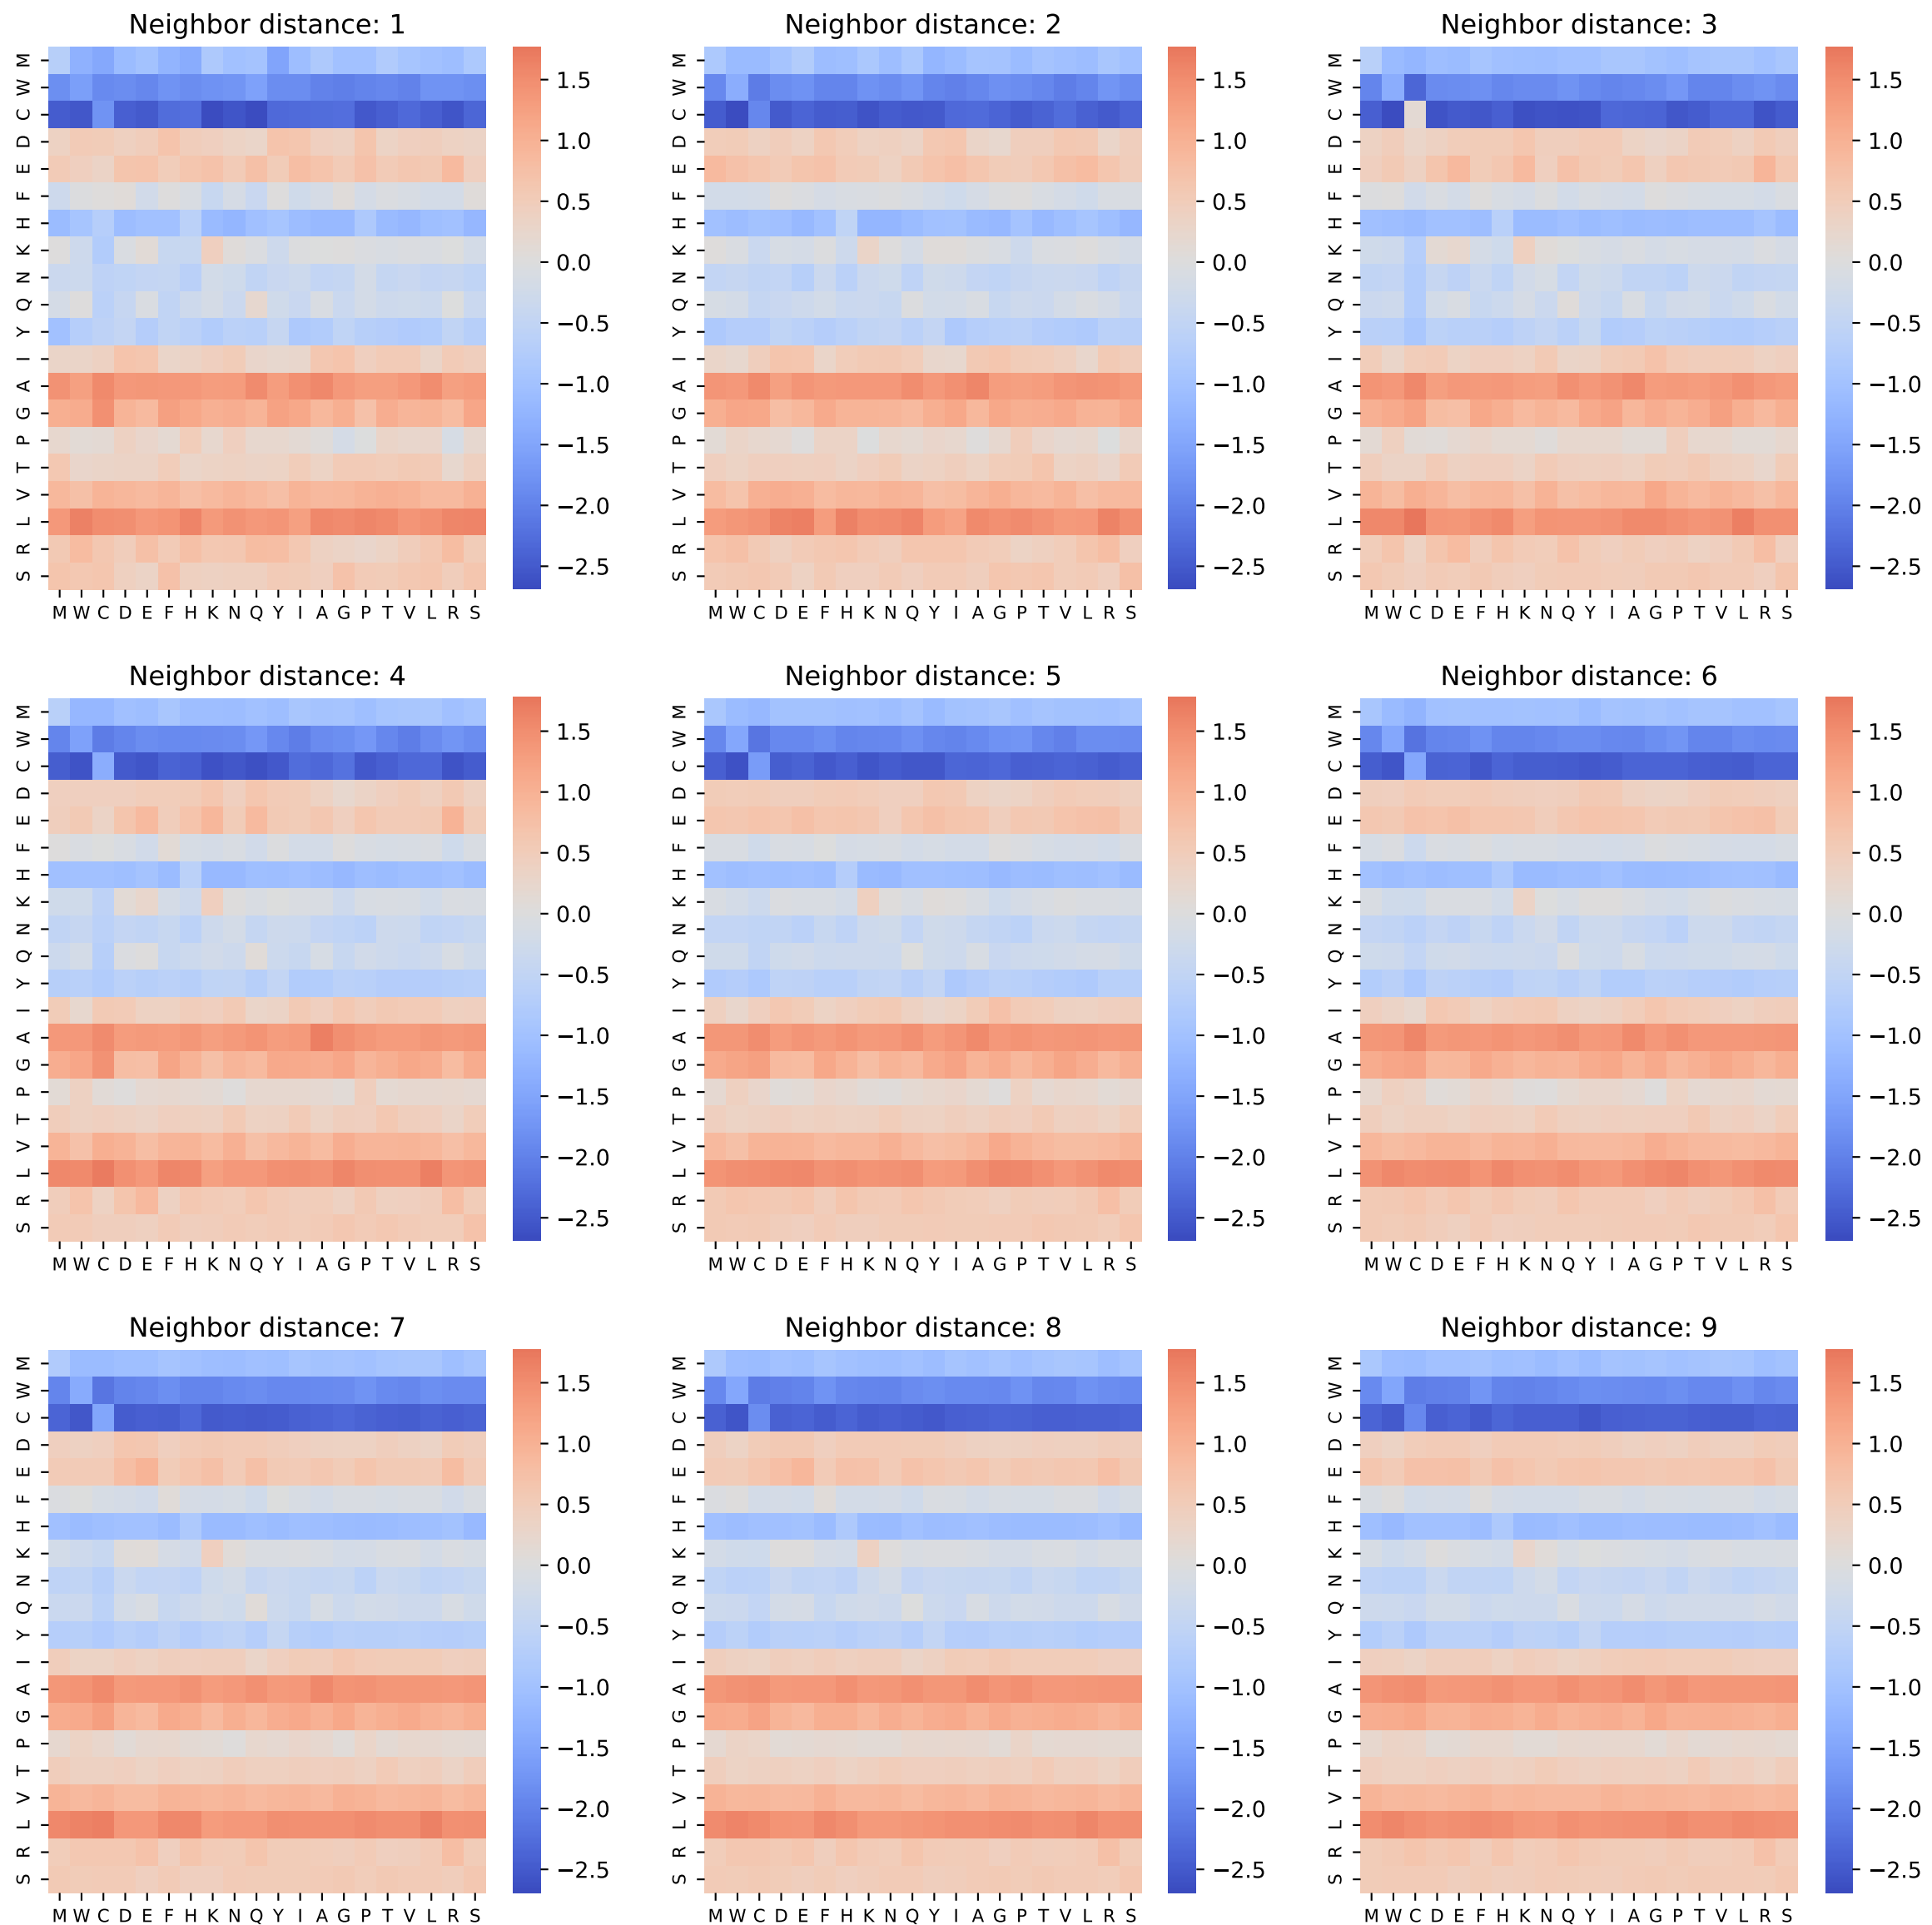 Neighbor distance: 1
M
W
C
D
E
F
H
K
N
Q
Y
I
A
G
P
T
V
L
R
S
M W C D E F H K N Q Y I A G P T V L R S
1.5
1.0
0.5
0.0
−0.5
−1.0
−1.5
−2.0
−2.5
Neighbor distance: 2
M
W
C
D
E
F
H
K
N
Q
Y
I
A
G
P
T
V
L
R
S
M W C D E F H K N Q Y I A G P T V L R S
1.5
1.0
0.5
0.0
−0.5
−1.0
−1.5
−2.0
−2.5
Neighbor distance: 3
M
W
C
D
E
F
H
K
N
Q
Y
I
A
G
P
T
V
L
R
S
M W C D E F H K N Q Y I A G P T V L R S
1.5
1.0
0.5
0.0
−0.5
−1.0
−1.5
−2.0
−2.5
Neighbor distance: 4
M
W
C
D
E
F
H
K
N
Q
Y
I
A
G
P
T
V
L
R
S
M W C D E F H K N Q Y I A G P T V L R S
1.5
1.0
0.5
0.0
−0.5
−1.0
−1.5
−2.0
−2.5
Neighbor distance: 5
M
W
C
D
E
F
H
K
N
Q
Y
I
A
G
P
T
V
L
R
S
M W C D E F H K N Q Y I A G P T V L R S
1.5
1.0
0.5
0.0
−0.5
−1.0
−1.5
−2.0
−2.5
Neighbor distance: 6
M
W
C
D
E
F
H
K
N
Q
Y
I
A
G
P
T
V
L
R
S
M W C D E F H K N Q Y I A G P T V L R S
1.5
1.0
0.5
0.0
−0.5
−1.0
−1.5
−2.0
−2.5
Neighbor distance: 7
M
W
C
D
E
F
H
K
N
Q
Y
I
A
G
P
T
V
L
R
S
M W C D E F H K N Q Y I A G P T V L R S
1.5
1.0
0.5
0.0
−0.5
−1.0
−1.5
−2.0
−2.5
Neighbor distance: 8
M
W
C
D
E
F
H
K
N
Q
Y
I
A
G
P
T
V
L
R
S
M W C D E F H K N Q Y I A G P T V L R S
1.5
1.0
0.5
0.0
−0.5
−1.0
−1.5
−2.0
−2.5
Neighbor distance: 9
M
W
C
D
E
F
H
K
N
Q
Y
I
A
G
P
T
V
L
R
S
M W C D E F H K N Q Y I A G P T V L R S
1.5
1.0
0.5
0.0
−0.5
−1.0
−1.5
−2.0
−2.5